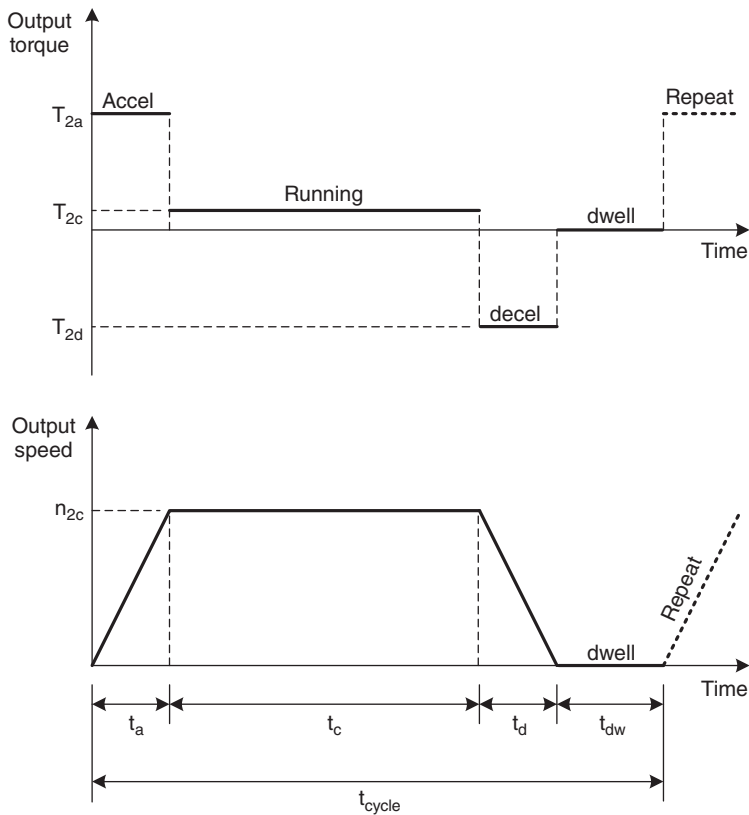 Output
torque
Accel
Repeat
T2a
Running
T2c
dwell
Time
decel
T2d
Output
speed
n2c
Repeat
dwell
Time
ta
tc
td
tdw
tcycle